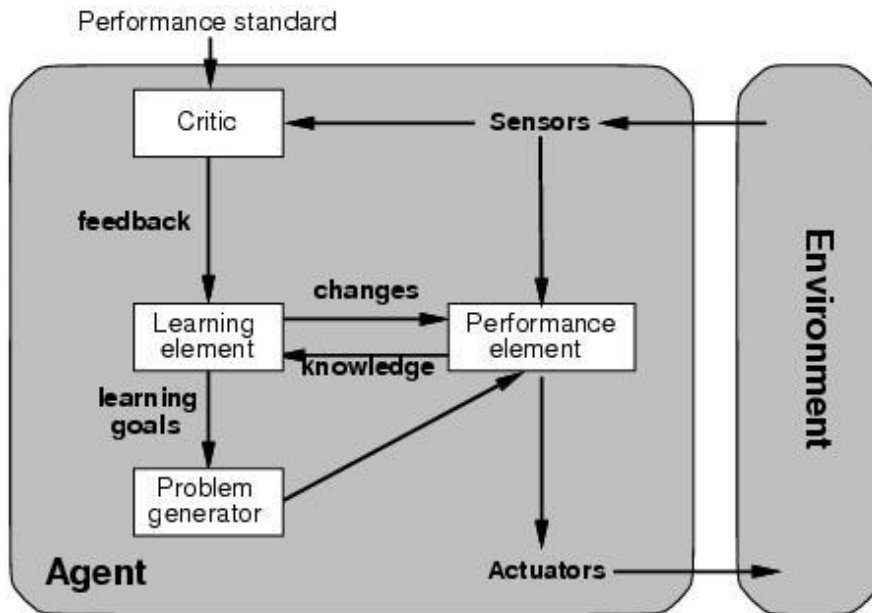 Performance standard
Critic
Sensors
feedback
changes
Learning
element
Performance
element
knowledge
learning
goals
Problem
generator
Agent
Actuators
Environment